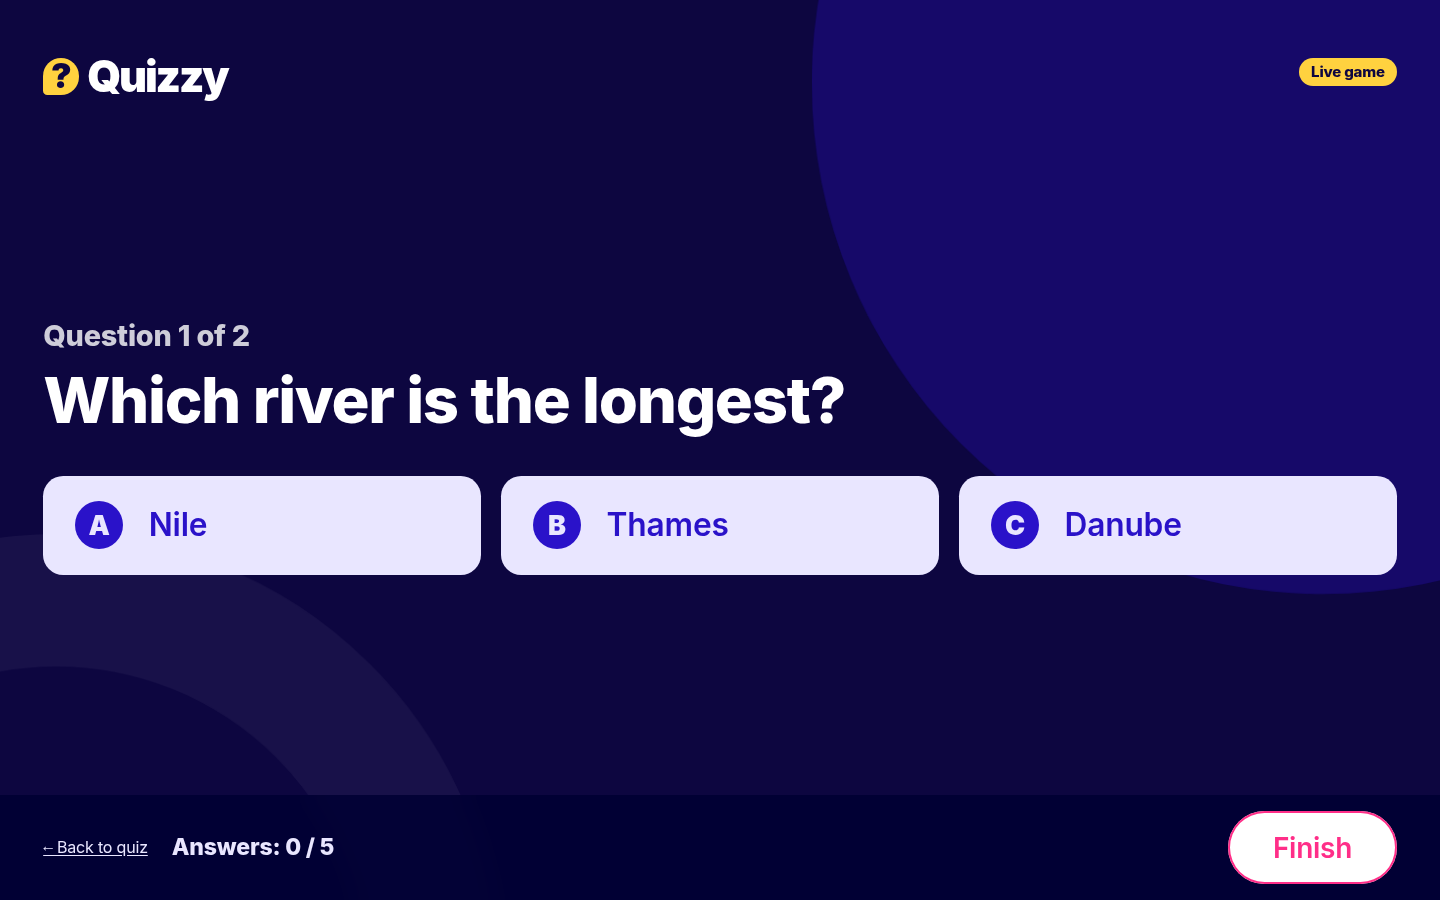 ? Quizzy
Live game
Question 1 of 2
Which river is the longest?
A Nile
B Thames
C Danube
←Back to quiz
Answers: 0 / 5
Finish